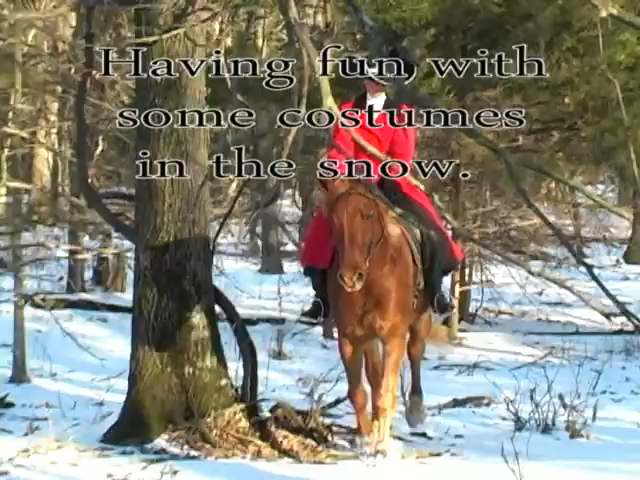 Having fun, with
some costumes
in the snow.